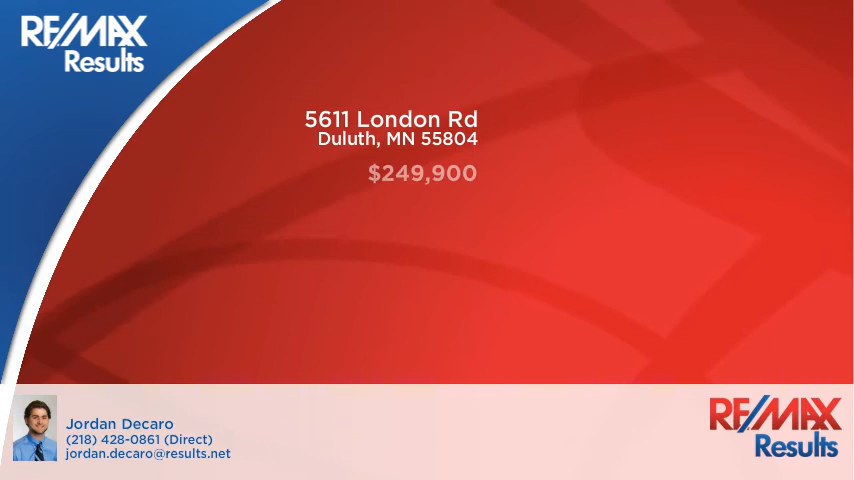 RE/MAX
Results
5611 London Rd
Duluth, MN 55804
$249,900
Jordan Decaro
(218) 428-0861 (Direct)
jordan.decaro@results.net
RE/MAX
Results